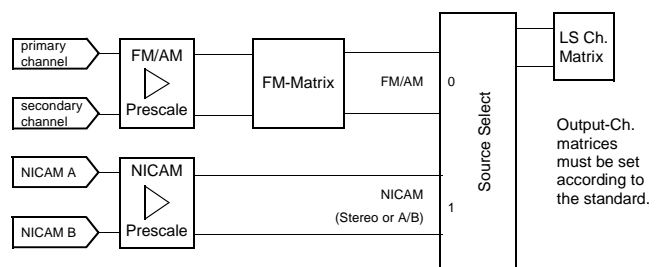 primary
channel
secondary
channel
NICAM A
NICAM B
FM/AM
Prescale
NICAM
Prescale
FM-Matrix
FM/AM
NICAM
(Stereo or A/B)
0
1
Source Select
LS Ch.
Matrix
Output-Ch.
matrices
must be set
according to
the standard.